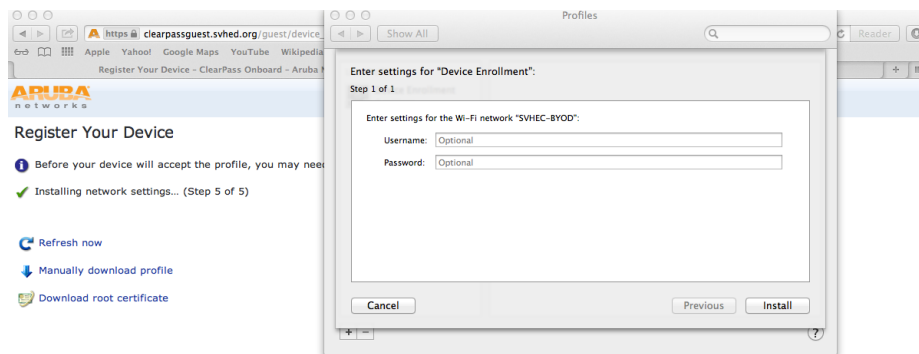 Profiles
https clearpassguest.svhed.org/guest/device_
Show All
Reader
Apple Yahoo! Google Maps YouTube Wikipedia
Register Your Device – ClearPass Onboard – Aruba N
ARUBA
networks
Register Your Device
Before your device will accept the profile, you may nee
Installing network settings... (Step 5 of 5)
Refresh now
Manually download profile
Download root certificate
Enter settings for "Device Enrollment":
Step 1 of 1
Enter settings for the Wi-Fi network "SVHEC-BYOD":
Username: Optional
Password: Optional
Cancel
Previous
Install
+ −
?